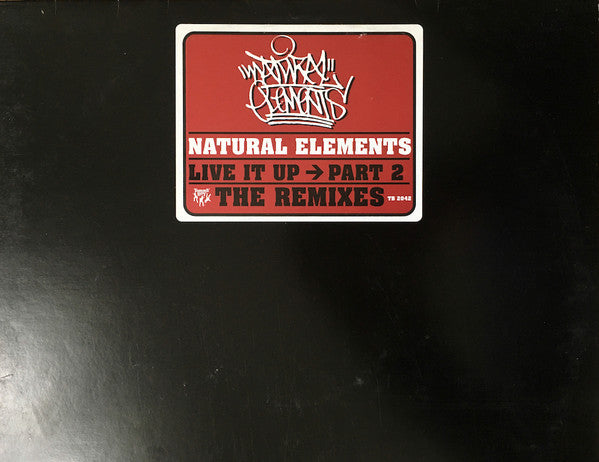 NATURAL
ELEMENTS
NATURAL ELEMENTS
LIVE IT UP → PART 2
THE REMIXES TB 2042